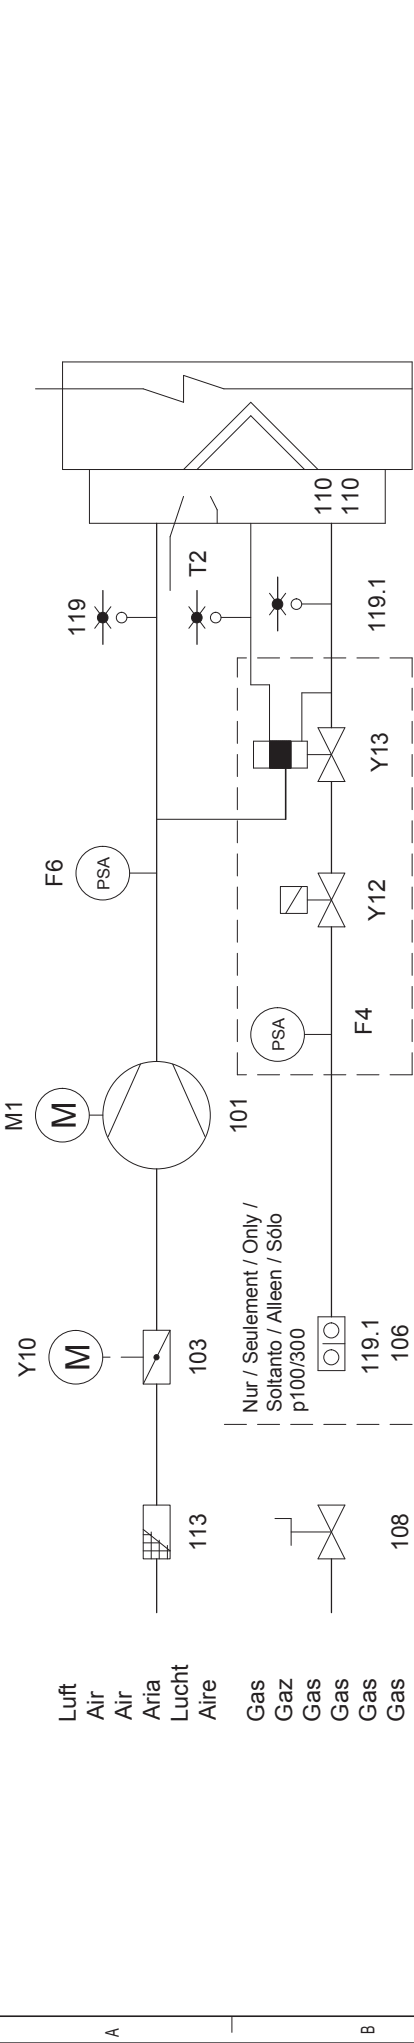 Luft
Air
Air
Aria
Lucht
Aire
Gas
Gaz
Gas
Gas
Gas
Gas
113
Y10
M
103
M1
M
101
F6
PSA
119
T2
110
110
108
Nur / Seulement / Only /
Soltanto / Alleen / Sólo
p100/300
119.1
106
PSA
F4
Y12
Y13
119.1
A
B